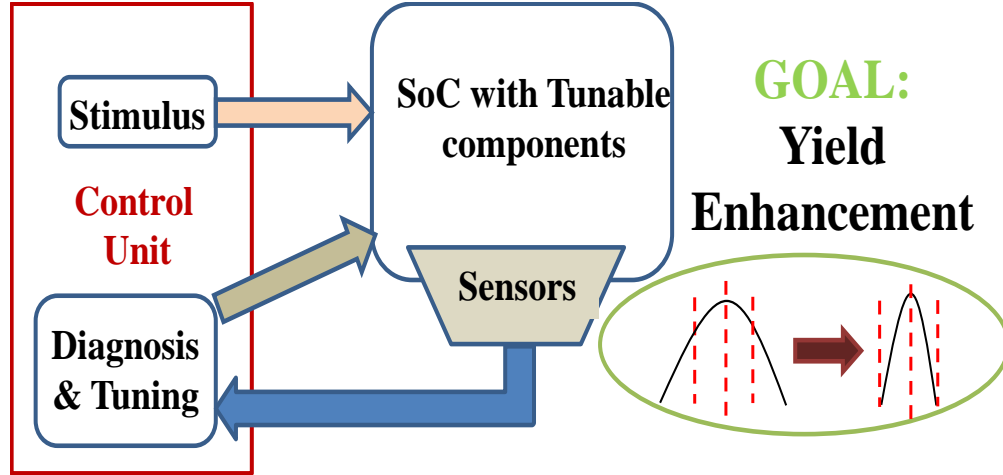 Stimulus
Control
Unit
Diagnosis
& Tuning
SoC with Tunable
components
Sensors
GOAL:
Yield
Enhancement